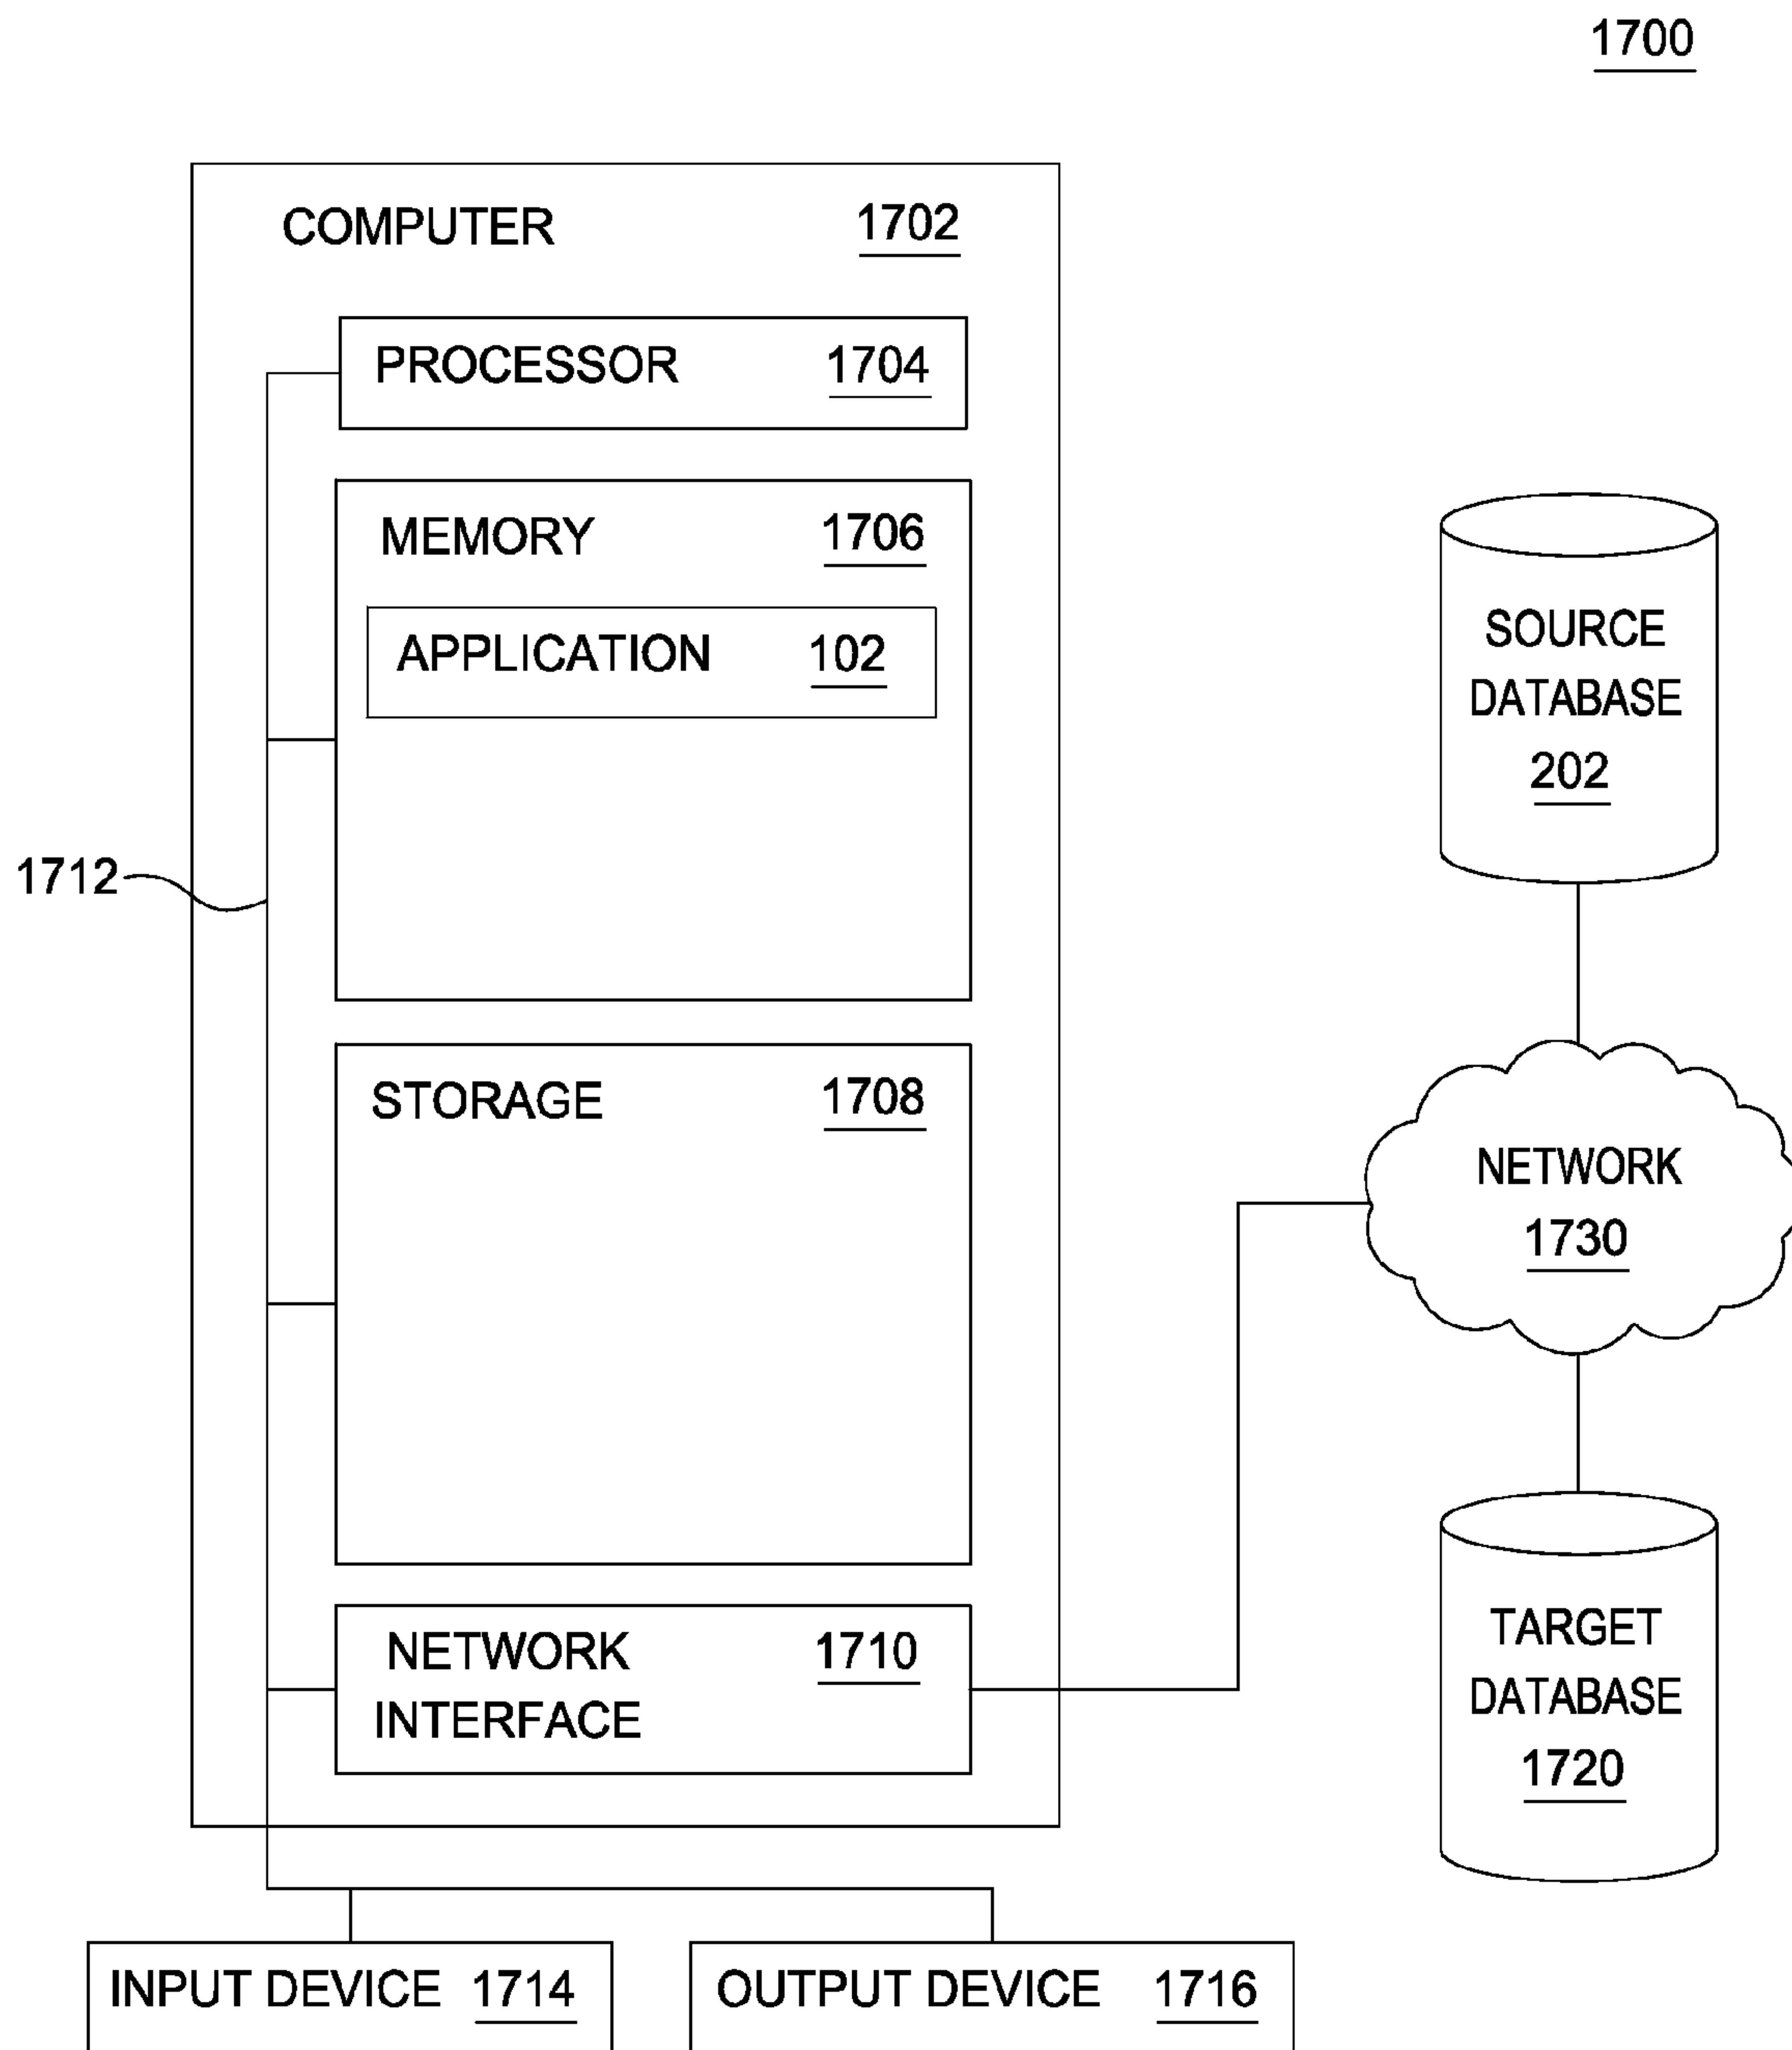 1700
COMPUTER 1702
PROCESSOR 1704
MEMORY 1706
APPLICATION 102
1712
STORAGE 1708
NETWORK 1710
INTERFACE
INPUT DEVICE 1714
OUTPUT DEVICE 1716
SOURCE
DATABASE
202
NETWORK
1730
TARGET
DATABASE
1720